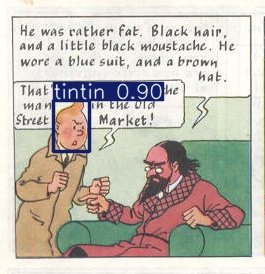 He was rather fat. Black hair,
and a little black moustache. He
wore a blue suit, and a brown
hat.
tintin 0.90
That he
man in the Old
Street Market!